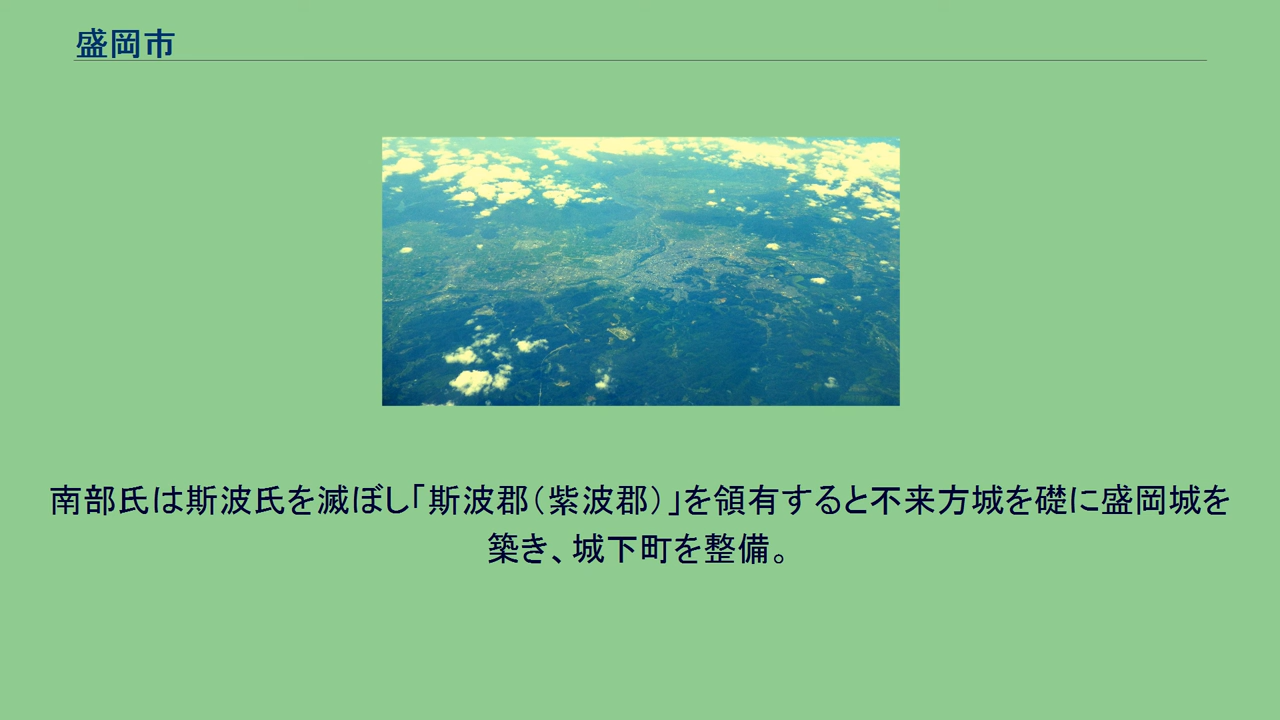 盛岡市
南部氏は斯波氏を滅ぼし「斯波郡（紫波郡）」を領有すると不来方城を礎に盛岡城を
築き、城下町を整備。